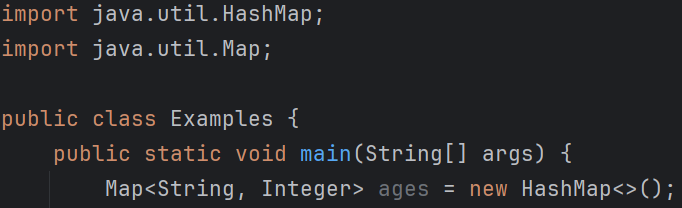 import java.util.HashMap;
import java.util.Map;
public class Examples {
public static void main(String[] args) {
Map<String, Integer> ages = new HashMap<>();